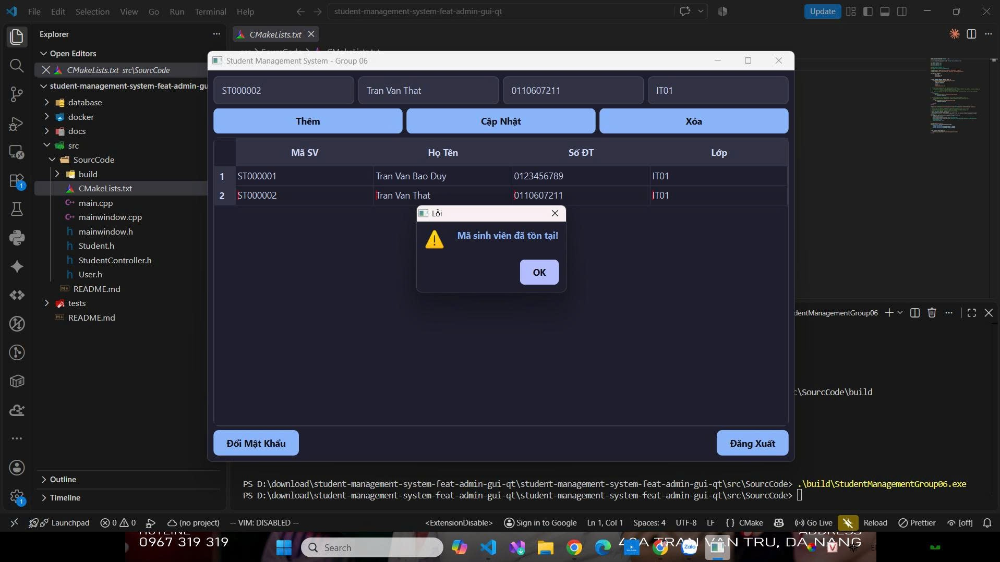 File Edit Selection View Go Run Terminal Help
student-management-system-feat-admin-gui-qt
Update
Explorer
CMakeLists.txt
Open Editors
CMakeLists.txt src\SourcCode
student-management-system-feat-admin-gu
database
docker
docs
src
SourcCode
build
CMakeLists.txt
main.cpp
mainwindow.cpp
mainwindow.h
Student.h
StudentController.h
User.h
README.md
tests
README.md
Outline
Timeline
1
1
Student Management System - Group 06
ST000002 Tran Van That 0110607211 IT01
Thêm Cập Nhật Xóa
Mã SV Họ Tên Số ĐT Lớp
1 ST000001 Tran Van Bao Duy 0123456789 IT01
2 ST000002 Tran Van That 0110607211 IT01
Lỗi
Mã sinh viên đã tồn tại!
OK
Đổi Mật Khẩu Đăng Xuất
dentManagementGroup06
\SourcCode\build
PS D:\download\student-management-system-feat-admin-gui-qt\student-management-system-feat-admin-gui-qt\src\SourcCode> .\build\StudentManagementGroup06.exe
PS D:\download\student-management-system-feat-admin-gui-qt\student-management-system-feat-admin-gui-qt\src\SourcCode>
Launchpad 0 0 (no project) -- VIM: DISABLED -- <ExtensionDisable> Sign in to Google Ln 1, Col 1 Spaces: 4 UTF-8 LF { } CMake Go Live Reload Prettier [off]
HOTLINE
0967 319 319
Search
Zalo
ADDRESS
TRAN VAN TRU, DA NANG